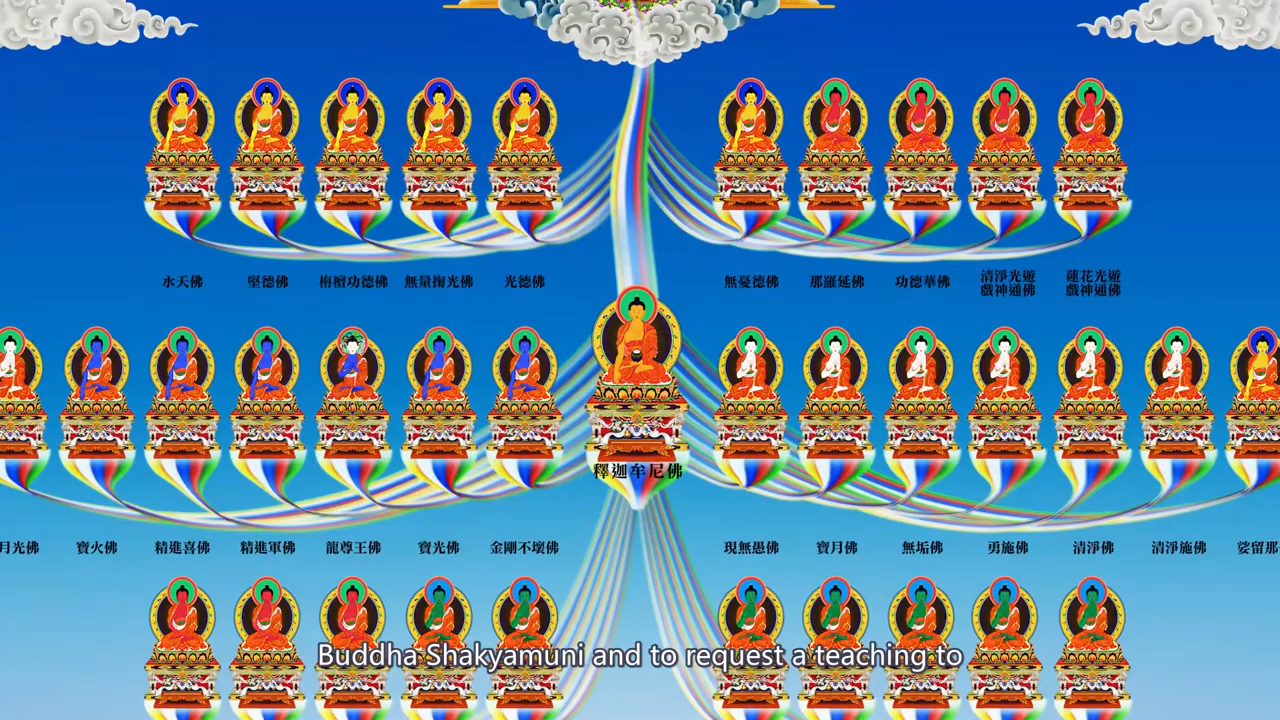 水天佛
堅德佛
栴檀功德佛
無量掬光佛
光德佛
無憂德佛
那羅延佛
功德華佛
清淨光遊
戲神通佛
蓮花光遊
戲神通佛
釋迦牟尼佛
月光佛
寶火佛
精進喜佛
精進軍佛
龍尊王佛
寶光佛
金剛不壞佛
現無愚佛
寶月佛
無垢佛
勇施佛
清淨佛
清淨施佛
娑留那
Buddha Shakyamuni and to request a teaching to